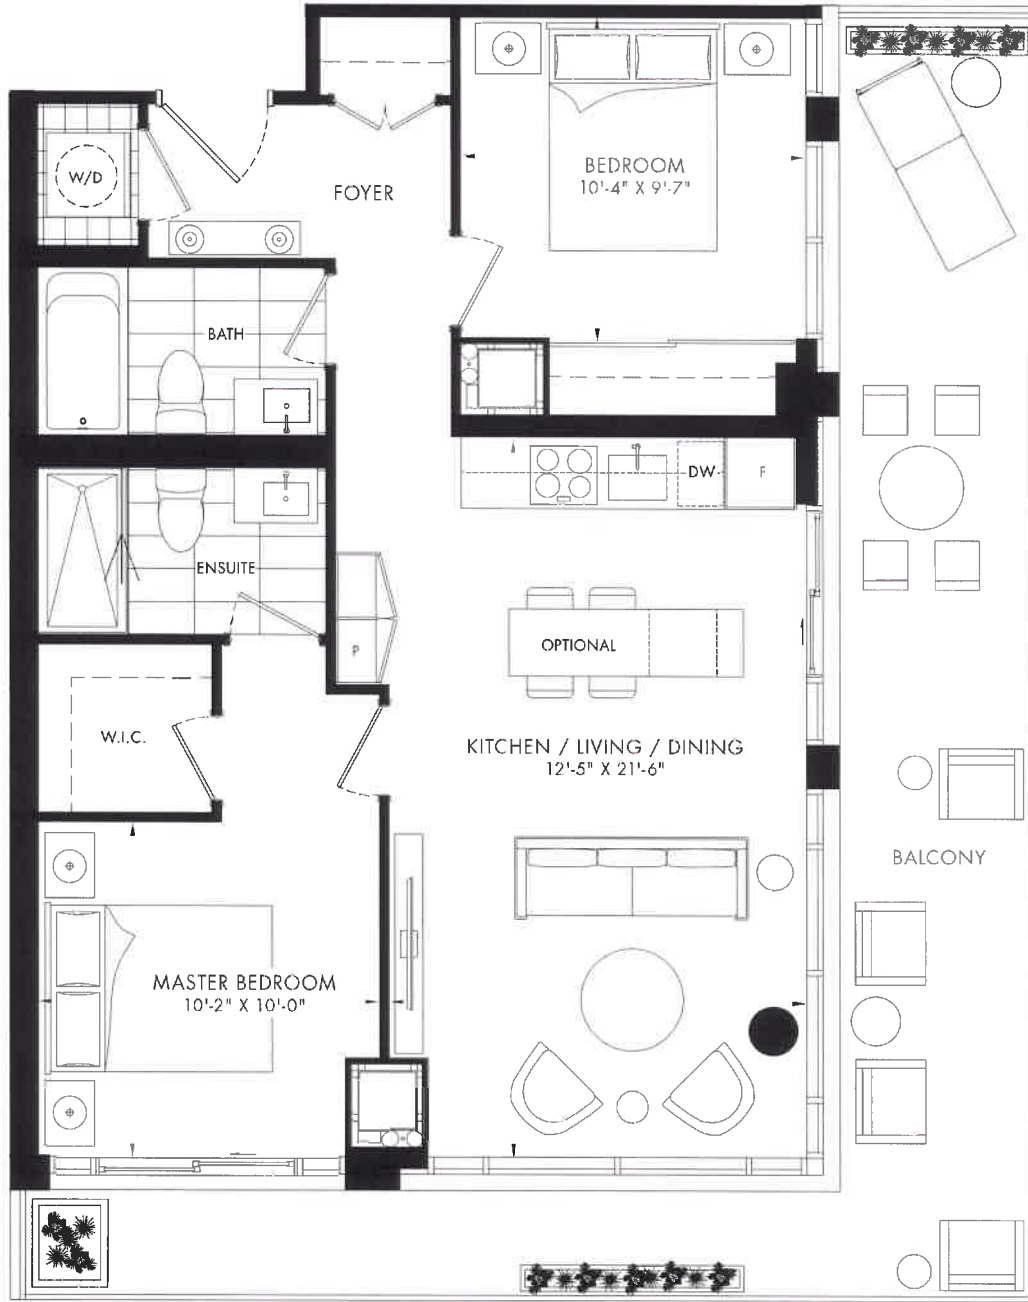 W/D
FOYER
BEDROOM
10'-4" X 9'-7"
BATH
DW
F
ENSUITE
P
OPTIONAL
W.I.C.
KITCHEN / LIVING / DINING
12'-5" X 21'-6"
BALCONY
MASTER BEDROOM
10'-2" X 10'-0"